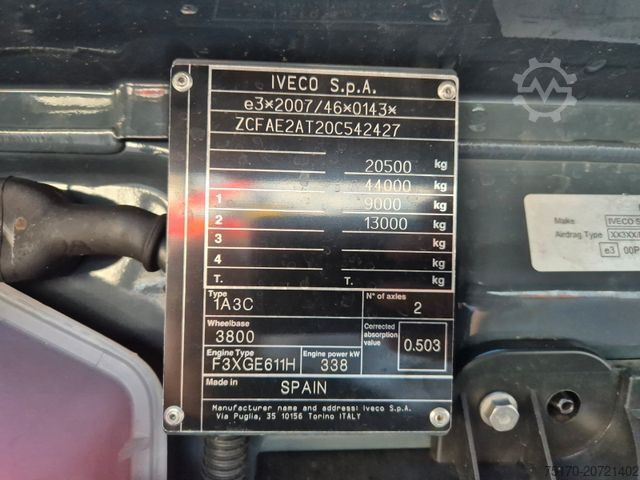 IVECO S.p.A.
e3*2007/46*0143*
ZCFAE2AT20C542427
20500 kg
44000 kg
1 9000 kg
2 13000 kg
3 kg
4 kg
T. T. kg
Type N° of axles
1A3C 2
Wheelbase Corrected absorption value
3800 0.503
Engine Type Engine power kW
F3XGE611H 338
Made in SPAIN
Manufacturer name and address: Iveco S.p.A.
Via Puglia, 35 10156 Torino ITALY
Make: IVECO S
Airdrag Type XX3XX/
e3 00P
75170-20721402